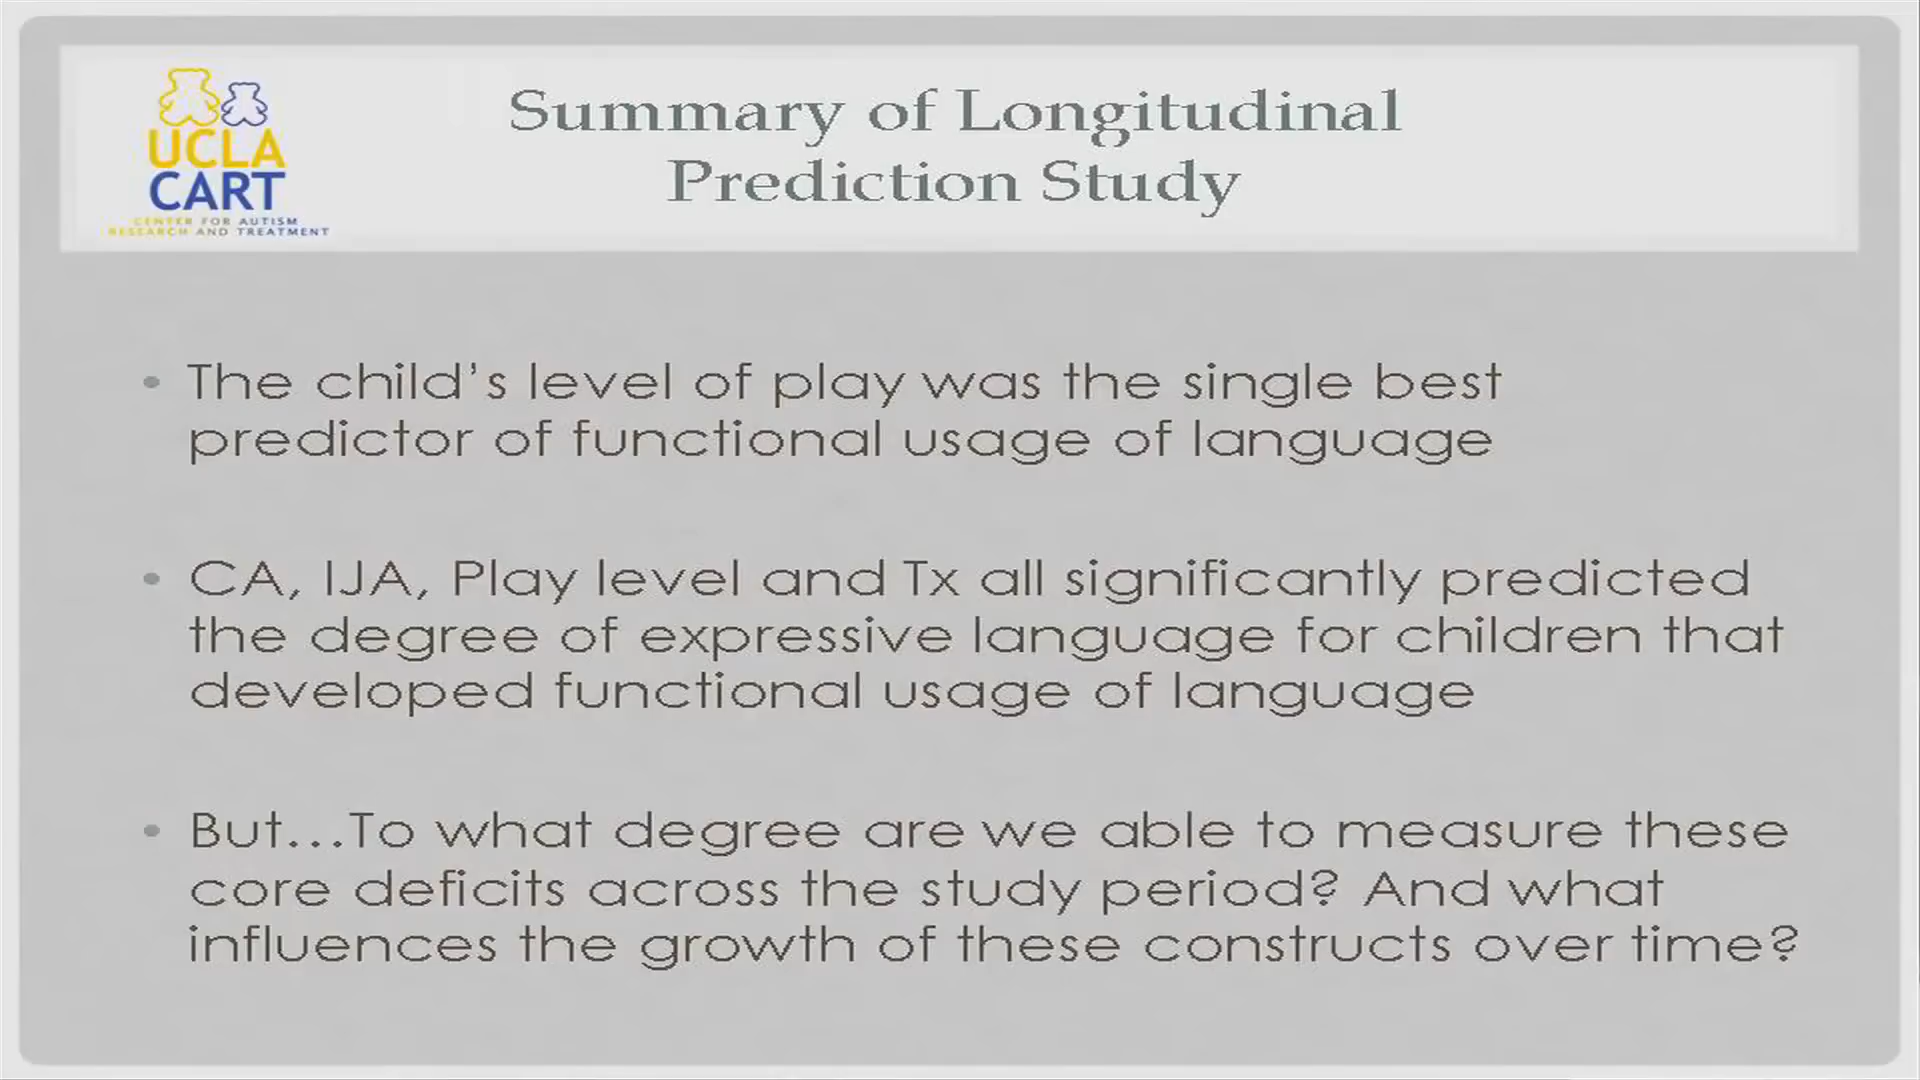 UCLA
CART
CENTER FOR AUTISM
RESEARCH AND TREATMENT
Summary of Longitudinal
Prediction Study
• The child's level of play was the single best
predictor of functional usage of language
• CA, IJA, Play level and Tx all significantly predicted
the degree of expressive language for children that
developed functional usage of language
• But...To what degree are we able to measure these
core deficits across the study period? And what
influences the growth of these constructs over time?